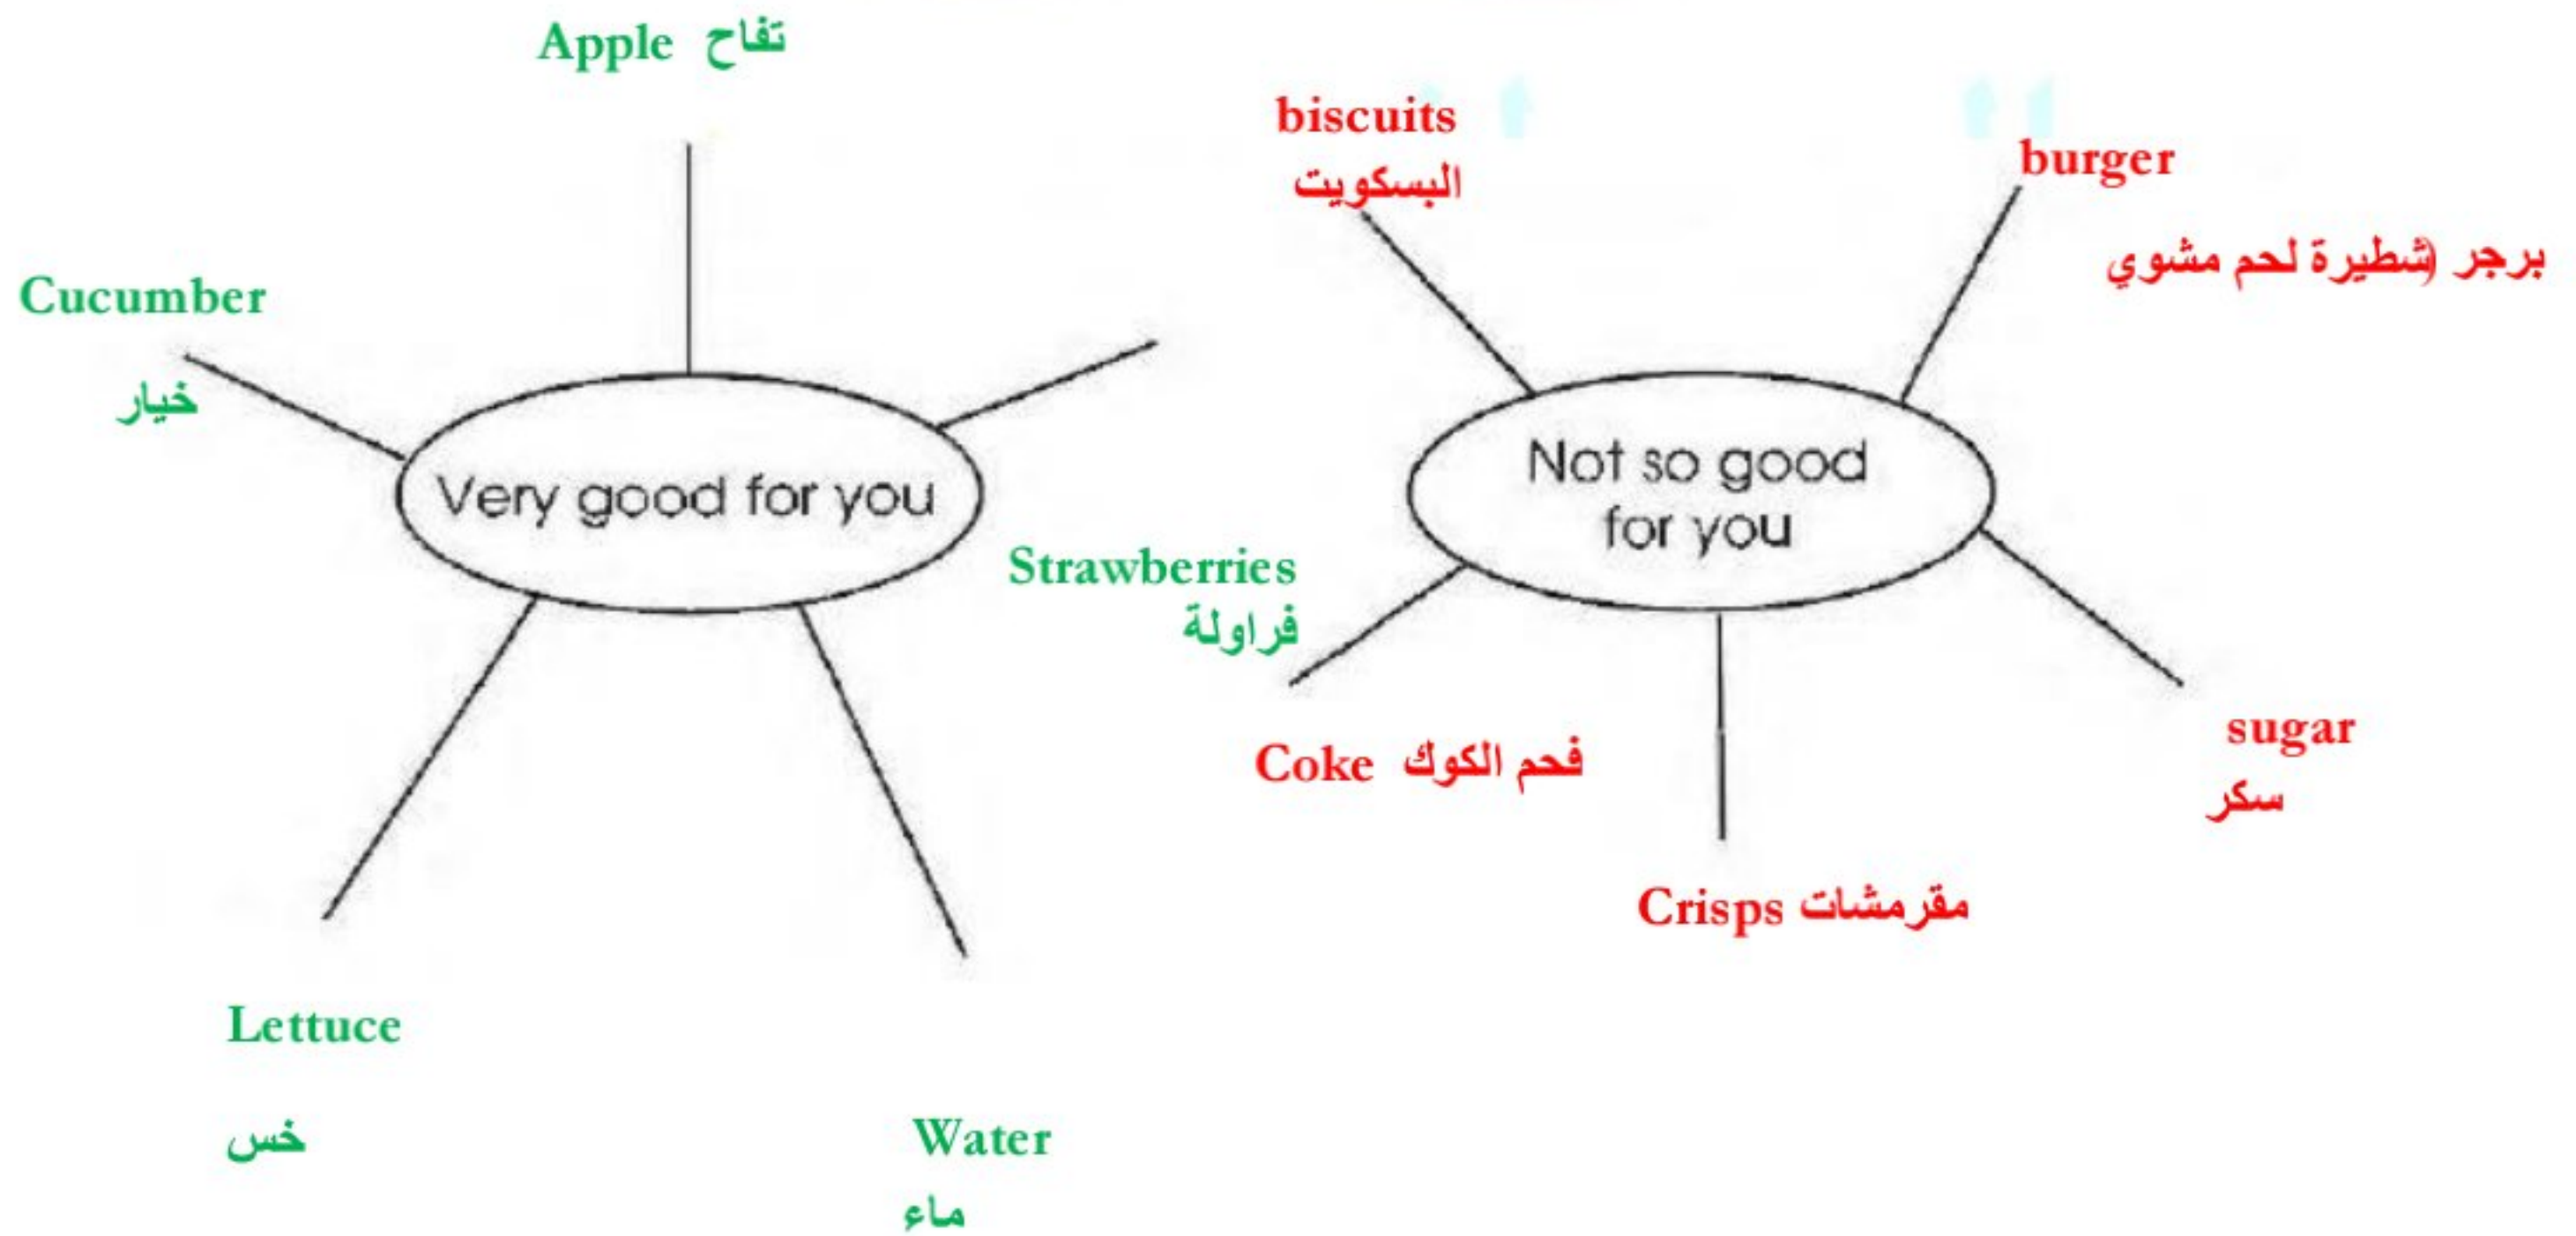 Apple تفاح
Cucumber
خيار
Very good for you
Strawberries
فراولة
Lettuce
خس
Water
ماء
biscuits
البسكويت
burger
برجر (شطيرة لحم مشوي
Not so good
for you
Coke فحم الكوك
Crisps مقرمشات
sugar
سكر